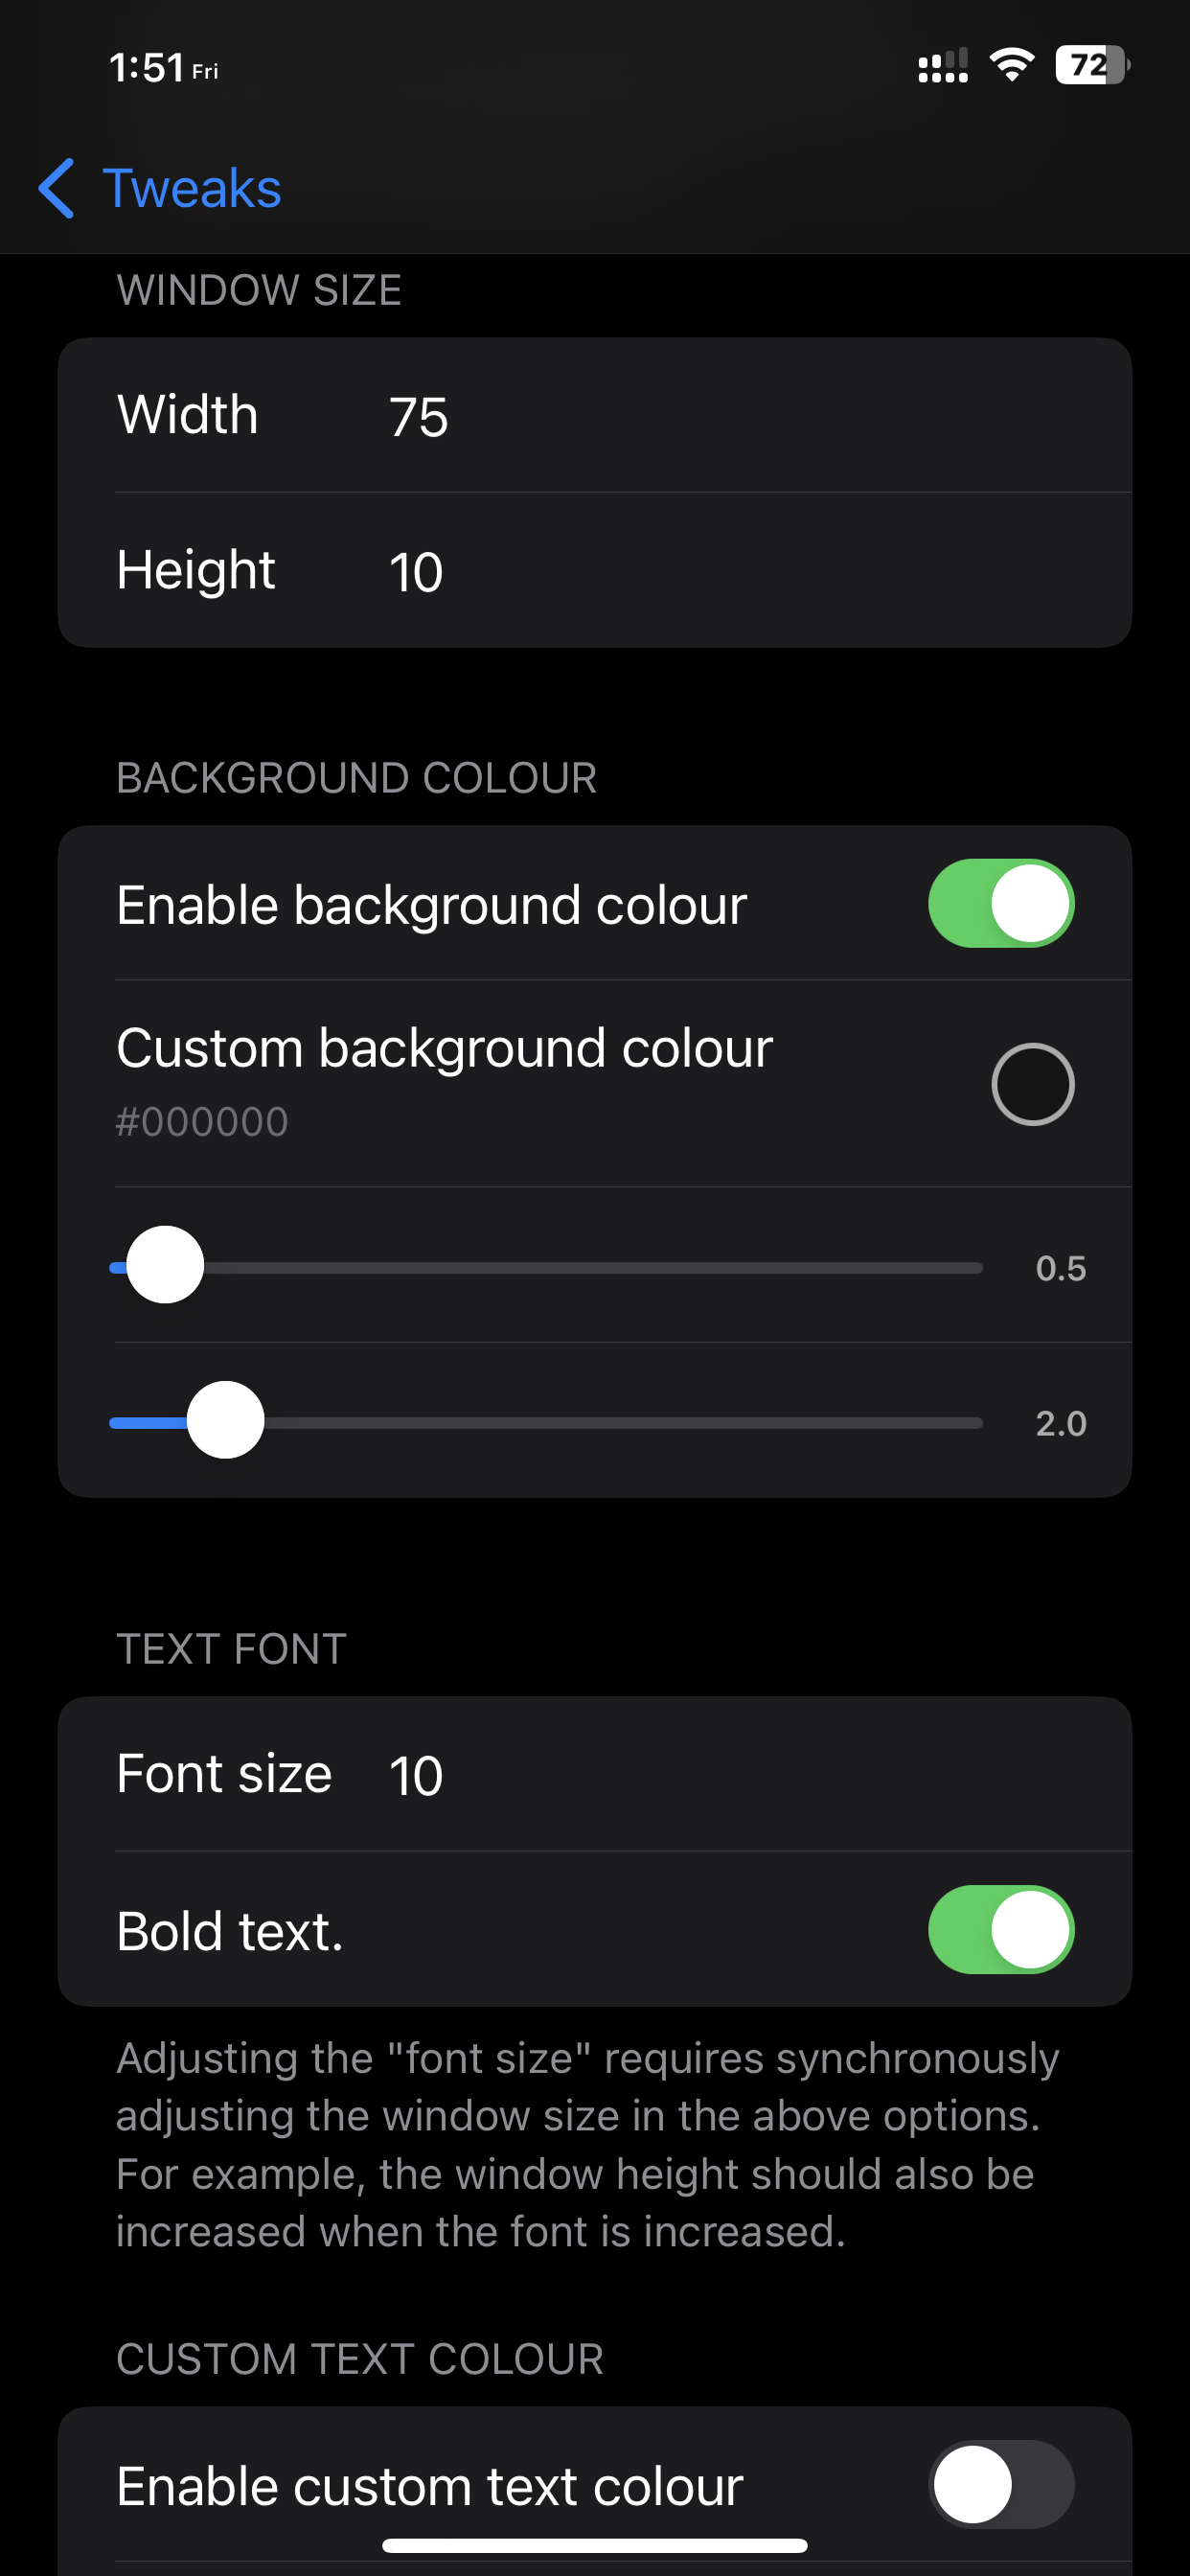 1:51 Fri
72
Tweaks
WINDOW SIZE
Width 75
Height 10
BACKGROUND COLOUR
Enable background colour
Custom background colour
#000000
0.5
2.0
TEXT FONT
Font size 10
Bold text.
Adjusting the "font size" requires synchronously
adjusting the window size in the above options.
For example, the window height should also be
increased when the font is increased.
CUSTOM TEXT COLOUR
Enable custom text colour